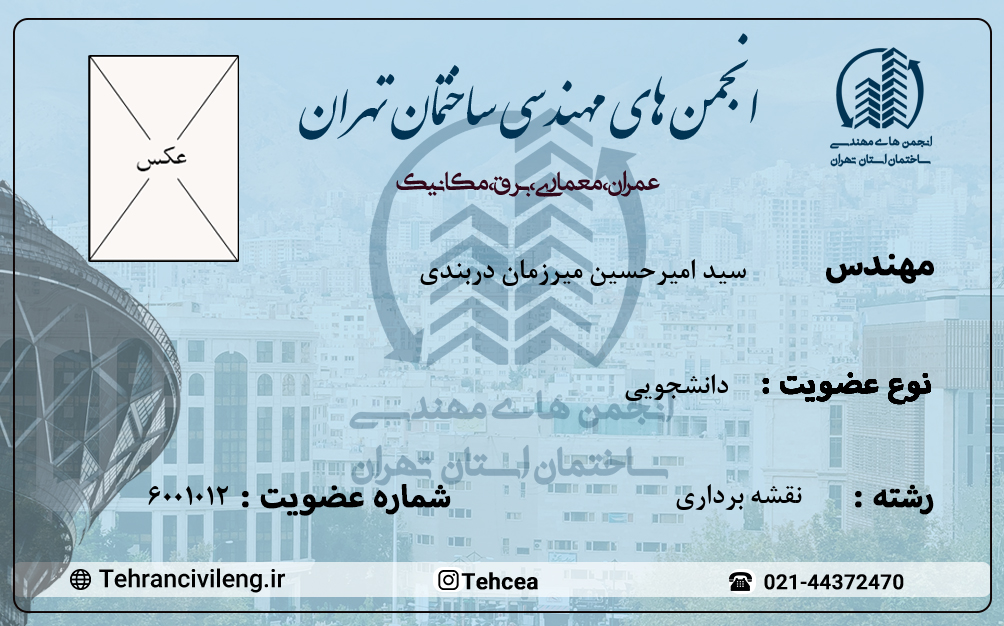 انجمن های مهندسی ساختمان تهران
انجمن های مهندسی
ساختمان استان تهران
عکس
عمران،معماری،برق،مکانیک
مهندس سید امیرحسین میرزمان دربندی
نوع عضویت : دانشجویی
انجمن های مهندسی
ساختمان استان تهران
رشته : نقشه برداری شماره عضویت : ۶۰۰۱۰۱۲
021-44372470 Tehcea Tehrancivileng.ir